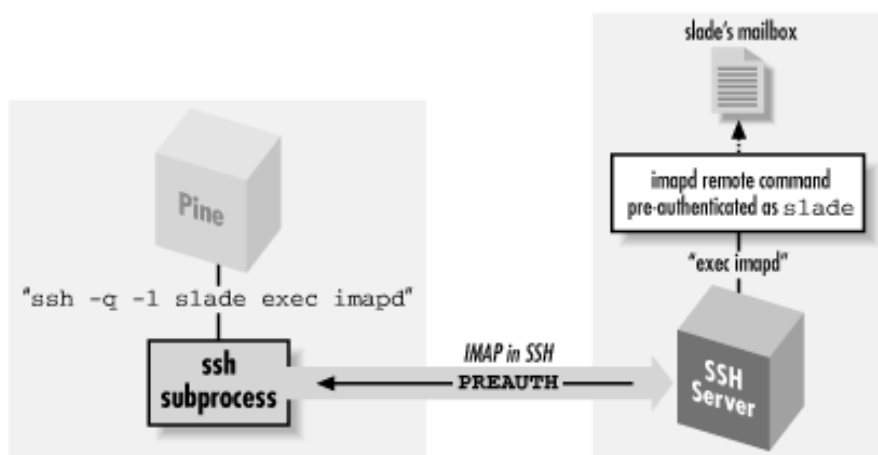 slade's mailbox
Pine
imapd remote command
pre-authenticated as slade
"exec imapd"
"ssh -q -l slade exec imapd"
ssh
subprocess
IMAP in SSH
PREAUTH
SSH
Server